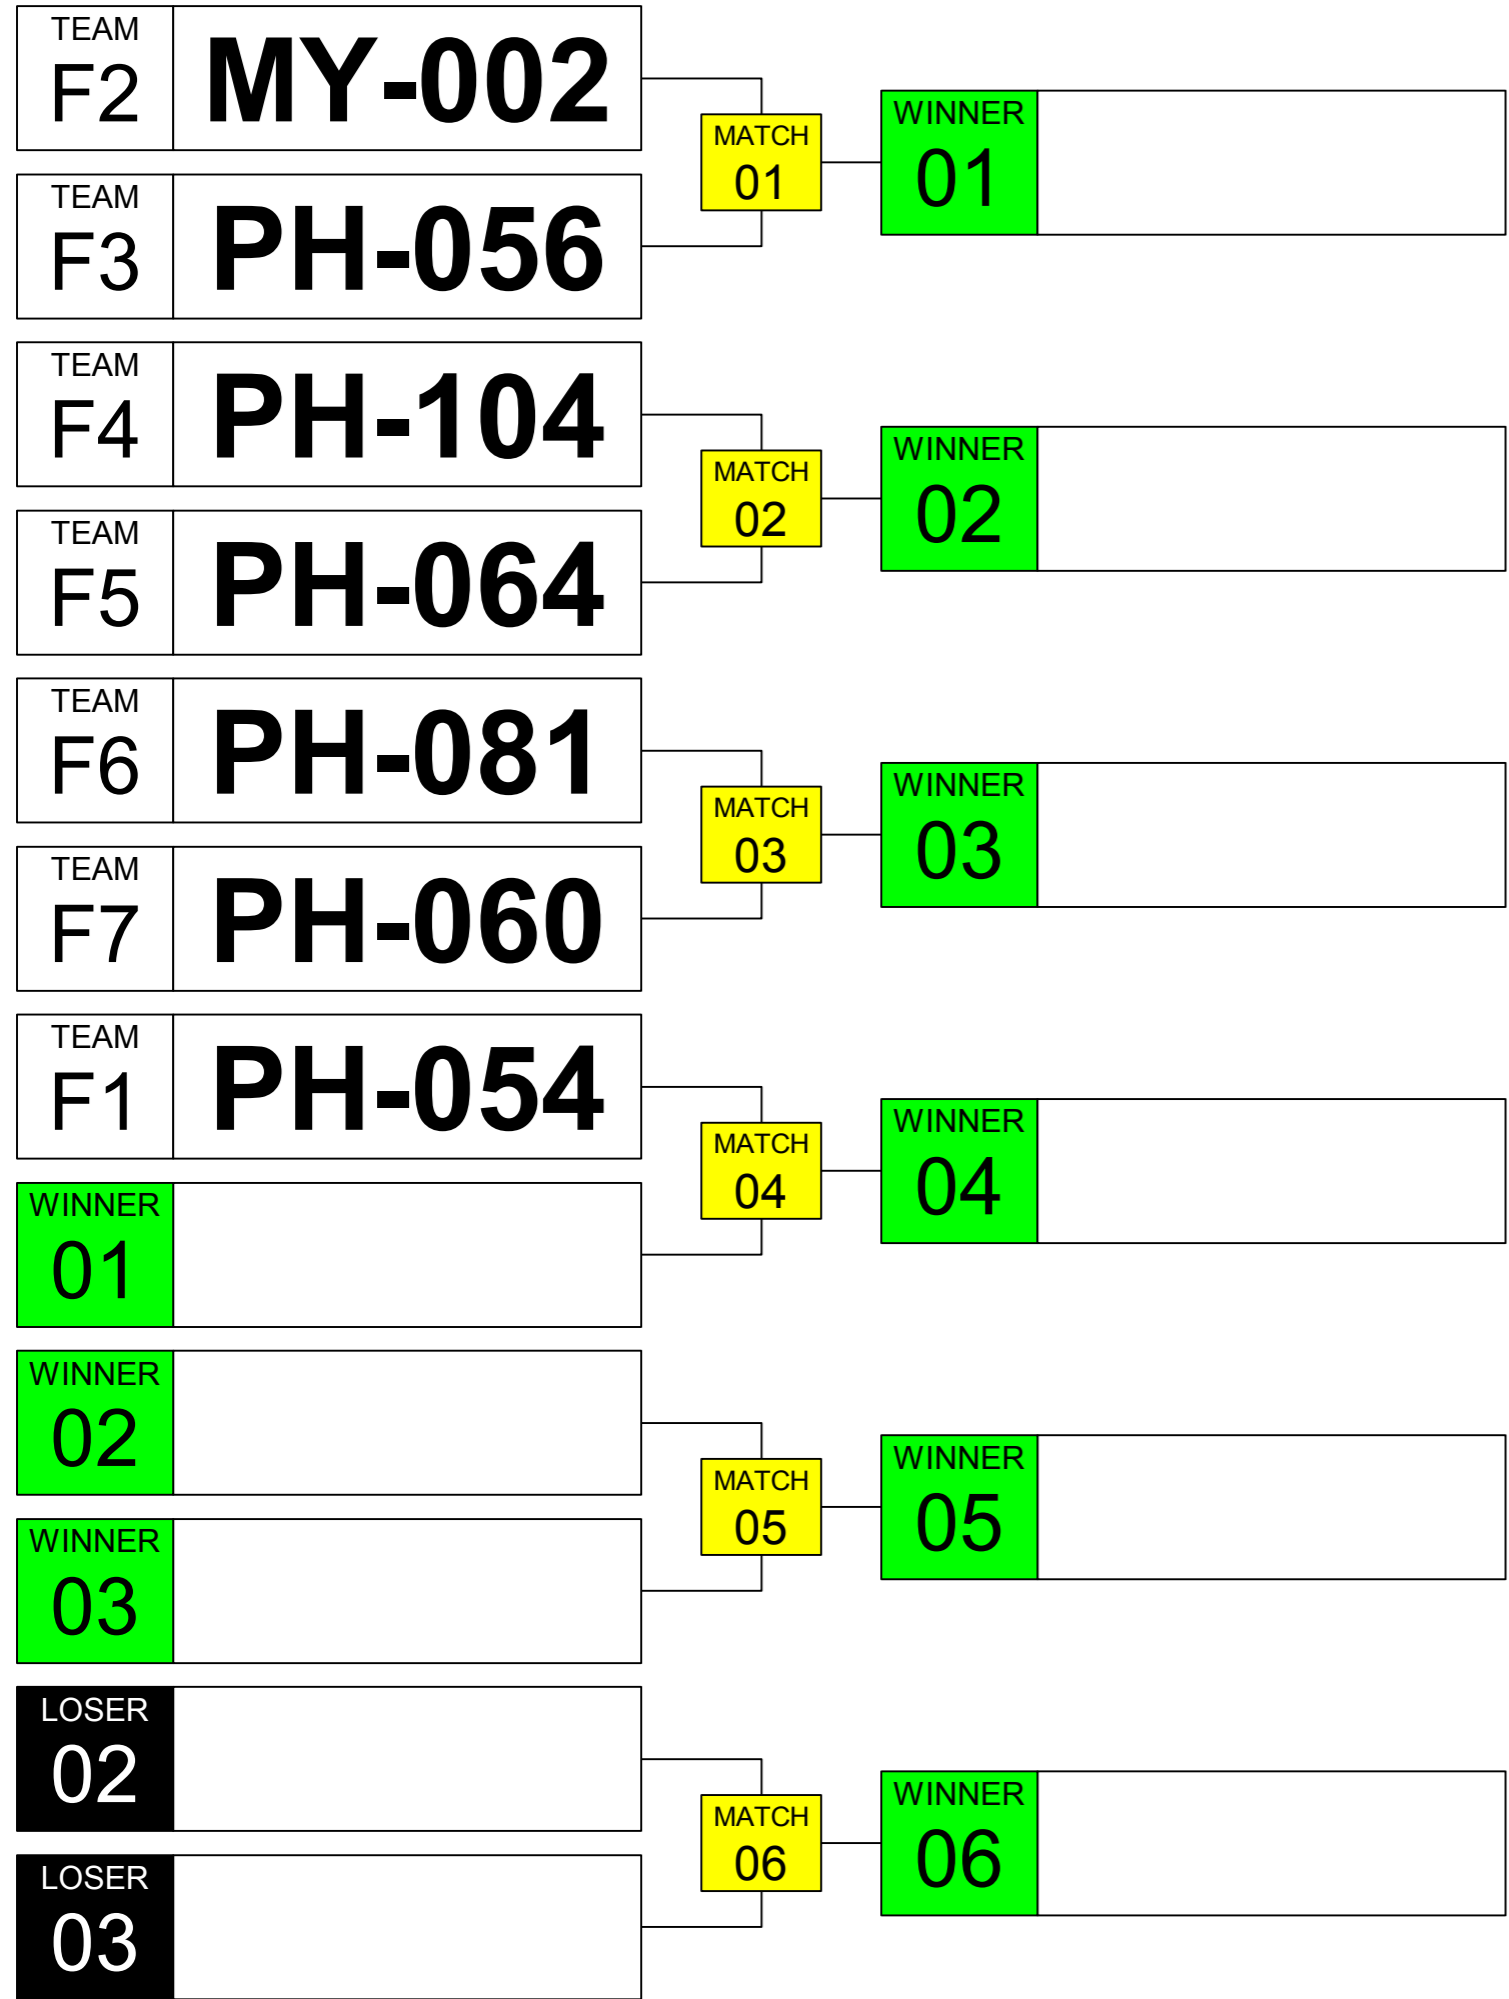 TEAM
F2
MY-002
TEAM
F3
PH-056
MATCH
01
WINNER
01
TEAM
F4
PH-104
TEAM
F5
PH-064
MATCH
02
WINNER
02
TEAM
F6
PH-081
TEAM
F7
PH-060
MATCH
03
WINNER
03
TEAM
F1
PH-054
WINNER
01
MATCH
04
WINNER
04
WINNER
02
WINNER
03
MATCH
05
WINNER
05
LOSER
02
LOSER
03
MATCH
06
WINNER
06